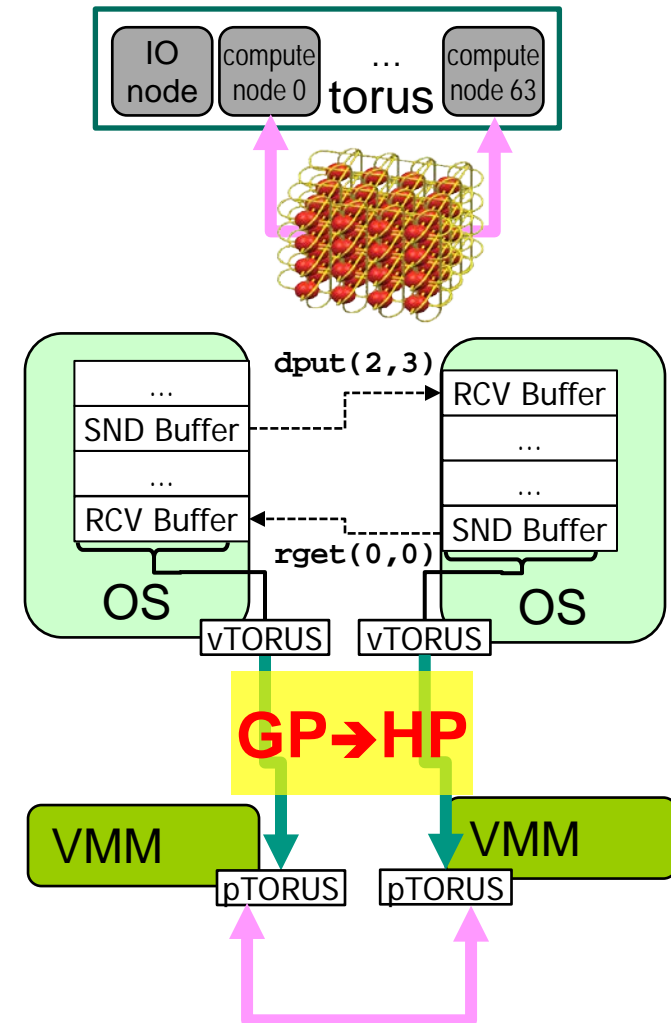 IO
node
compute
node 0
...
torus
compute
node 63
dput(2,3)
...
SND Buffer
...
RCV Buffer
RCV Buffer
...
...
SND Buffer
rget(0,0)
OS
OS
vTORUS
vTORUS
GP➔HP
VMM
VMM
pTORUS
pTORUS